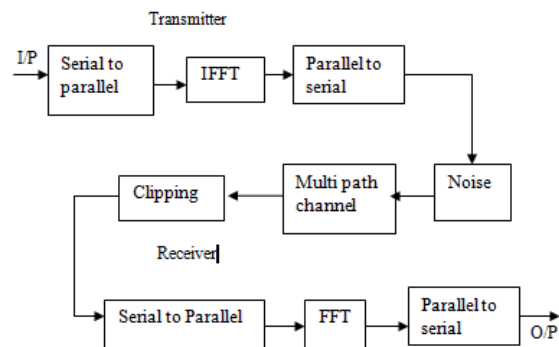 Transmitter
I/P
Serial to
parallel
IFFT
Parallel to
serial
Noise
Multi path
channel
Clipping
Receiver
Serial to Parallel
FFT
Parallel to
serial
O/P